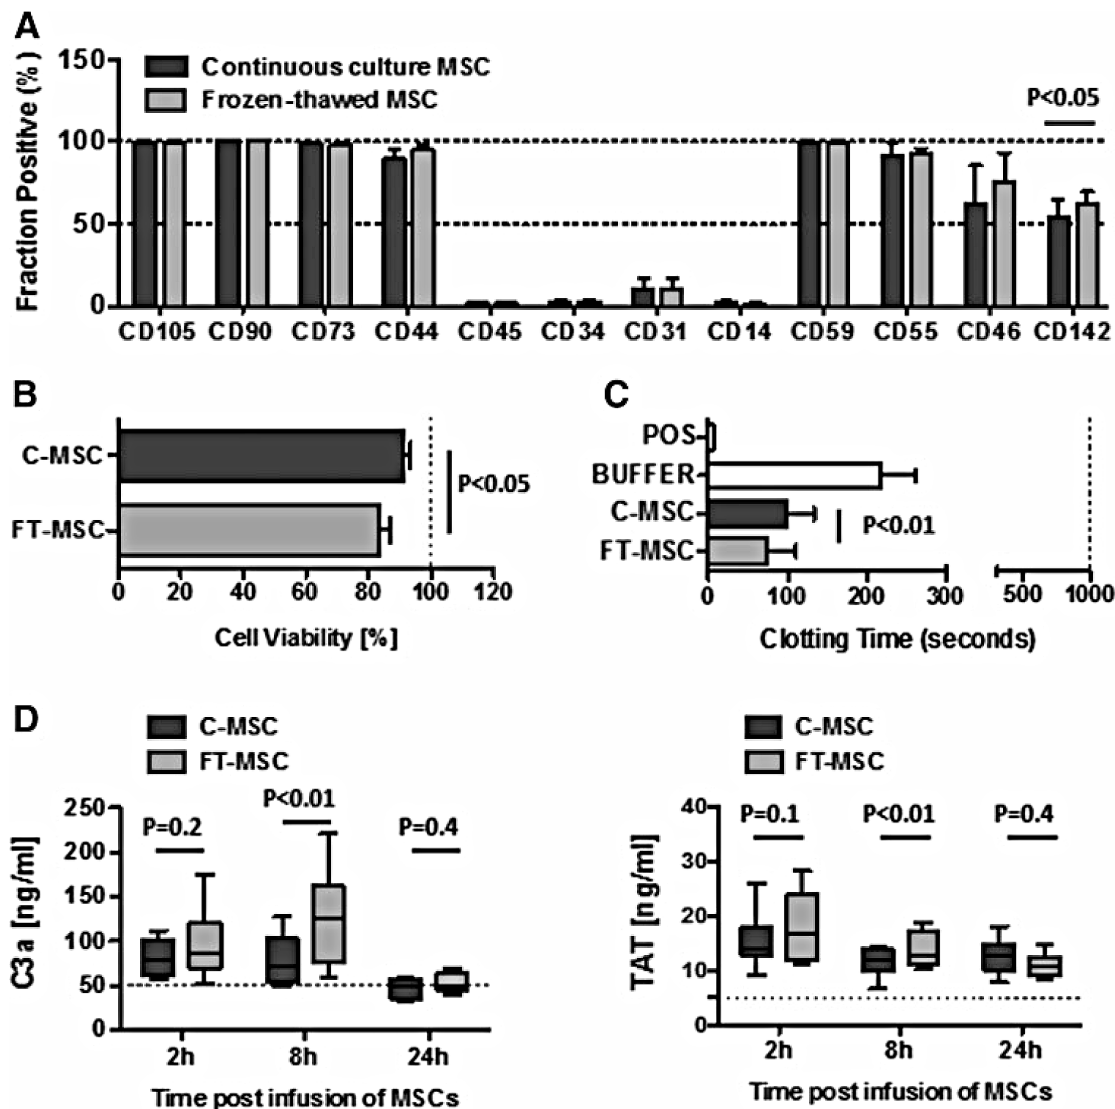 A
Fraction Positive (%)
150
100
50
0
Continuous culture MSC
Frozen-thawed MSC
P<0.05
CD105 CD90 CD73 CD44 CD45 CD34 CD31 CD14 CD59 CD55 CD46 CD142
B
C-MSC
FT-MSC
P<0.05
0 20 40 60 80 100 120
Cell Viability [%]
C
POS
BUFFER
C-MSC
FT-MSC
P<0.01
0 100 200 300 500 1000
Clotting Time (seconds)
D
C-MSC
FT-MSC
C3a [ng/ml]
250
200
150
100
50
0
P=0.2
P<0.01
P=0.4
2h 8h 24h
Time post infusion of MSCs
C-MSC
FT-MSC
TAT [ng/ml]
40
30
20
10
0
P=0.1
P<0.01
P=0.4
2h 8h 24h
Time post infusion of MSCs